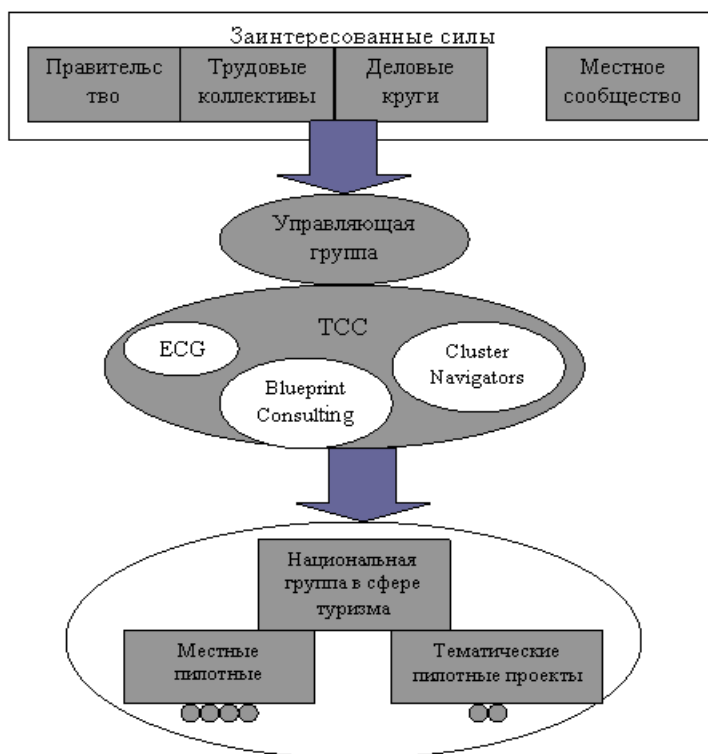 Заинтересованные силы
Правительс
тво
Трудовые
коллективы
Деловые
круги
Местное
сообщество
Управляющая
группа
TCC
ECG
Blueprint
Consulting
Cluster
Navigators
Национальная
группа в сфере
туризма
Местные
пилотные
Тематические
пилотные проекты